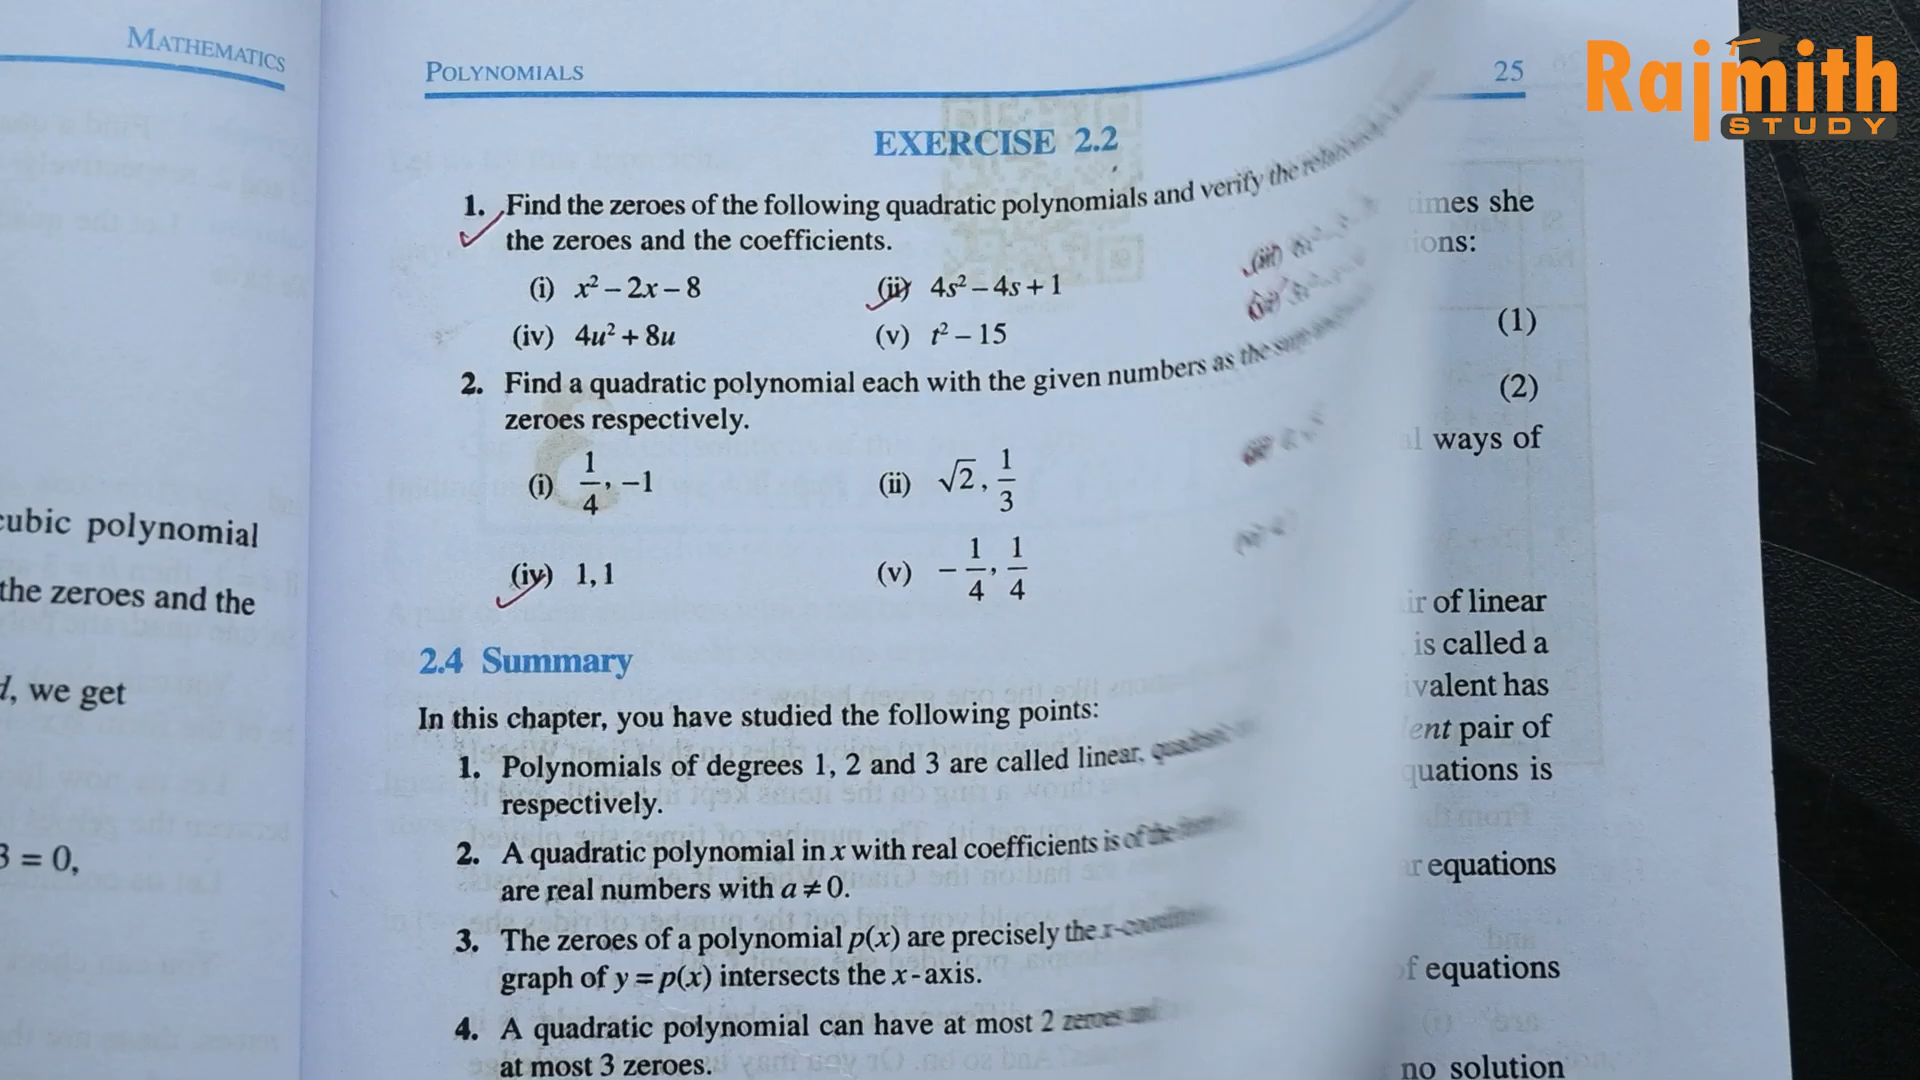 MATHEMATICS
POLYNOMIALS
25
Rajmith
STUDY
EXERCISE 2.2
1. Find the zeroes of the following quadratic polynomials and verify the
the zeroes and the coefficients.
(i) x² – 2x – 8 (ii) 4s² – 4s + 1 (iii)
(iv) 4u² + 8u (v) t² – 15
2. Find a quadratic polynomial each with the given numbers as the sum
zeroes respectively.
(i) 1/4, –1 (ii) √2, 1/3
(iv) 1, 1 (v) –1/4, 1/4
2.4 Summary
In this chapter, you have studied the following points:
1. Polynomials of degrees 1, 2 and 3 are called linear,
respectively.
2. A quadratic polynomial in x with real coefficients is of the
are real numbers with a ≠ 0.
3. The zeroes of a polynomial p(x) are precisely the
graph of y = p(x) intersects the x-axis.
4. A quadratic polynomial can have at most 2 zeroes and
at most 3 zeroes.
cubic polynomial
the zeroes and the
d, we get
3 = 0,
times she
(1)
(2)
ways of
of linear
is called a
has
pair of
is
equations
of equations
no solution